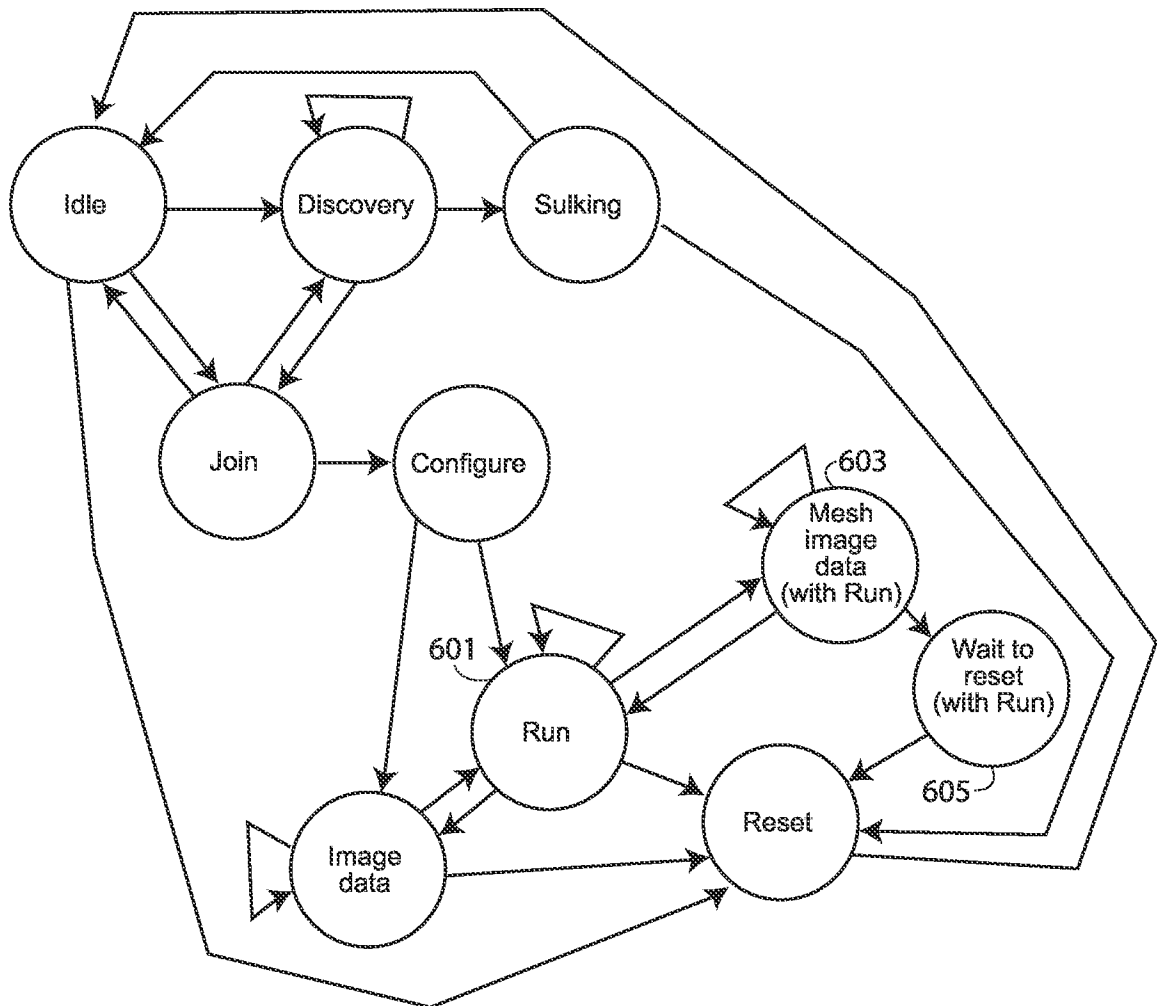 Idle
Discovery
Sulking
Join
Configure
603
Mesh
image
data
(with Run)
601
Run
Wait to
reset
(with Run)
605
Reset
Image
data